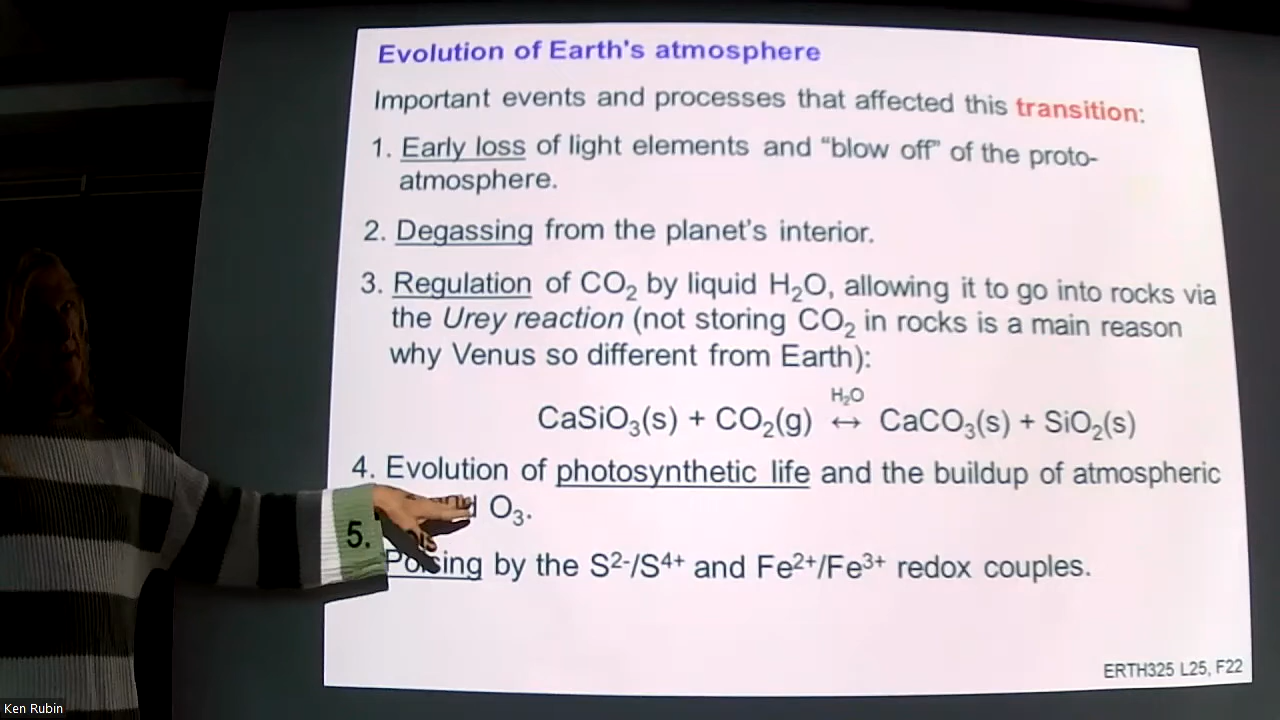 Evolution of Earth's atmosphere
Important events and processes that affected this transition:
1. Early loss of light elements and “blow off” of the proto-
atmosphere.
2. Degassing from the planet's interior.
3. Regulation of CO₂ by liquid H₂O, allowing it to go into rocks via
the Urey reaction (not storing CO₂ in rocks is a main reason
why Venus so different from Earth):
H₂O
CaSiO₃(s) + CO₂(g) ↔ CaCO₃(s) + SiO₂(s)
4. Evolution of photosynthetic life and the buildup of atmospheric
O₃.
5.
by the S²⁻/S⁴⁺ and Fe²⁺/Fe³⁺ redox couples.
ERTH325 L25, F22
Ken Rubin